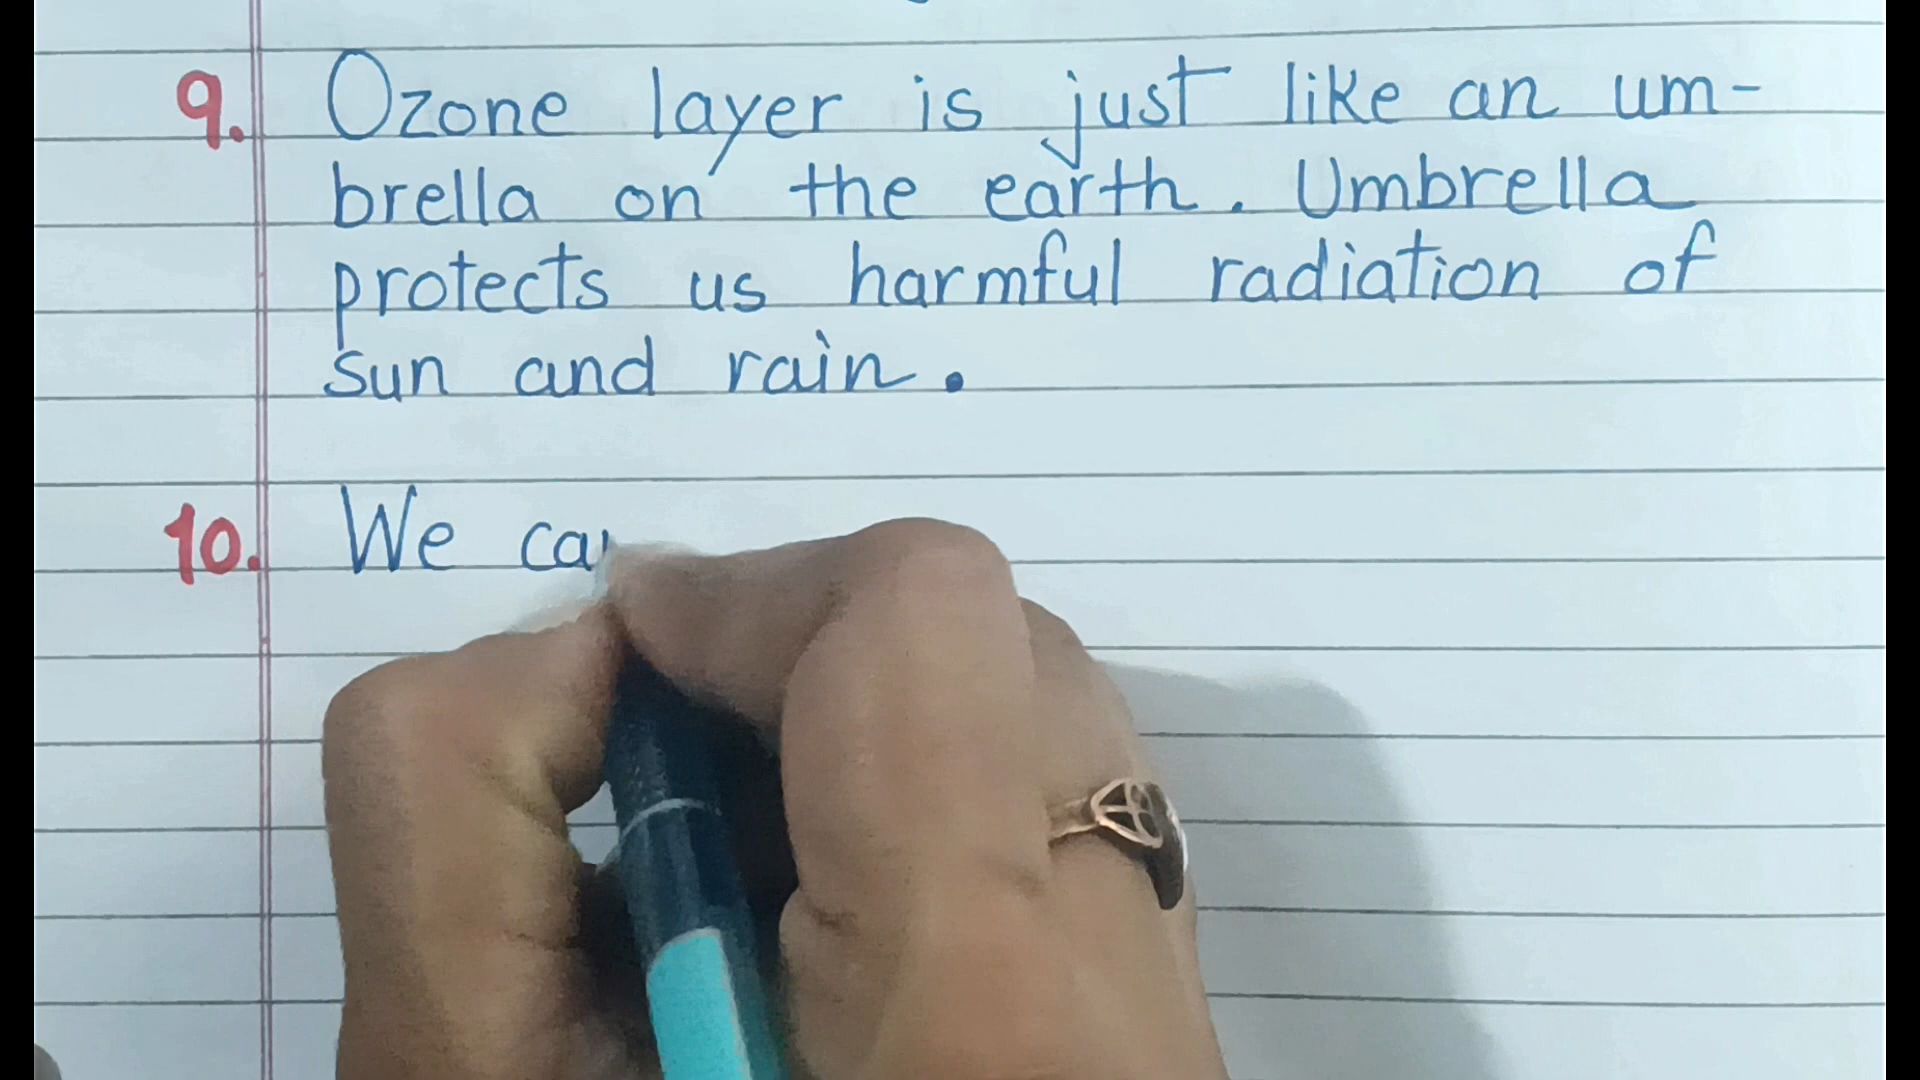 9. Ozone layer is just like an um-
brella on the earth. Umbrella
protects us harmful radiation of
sun and rain.
10. We